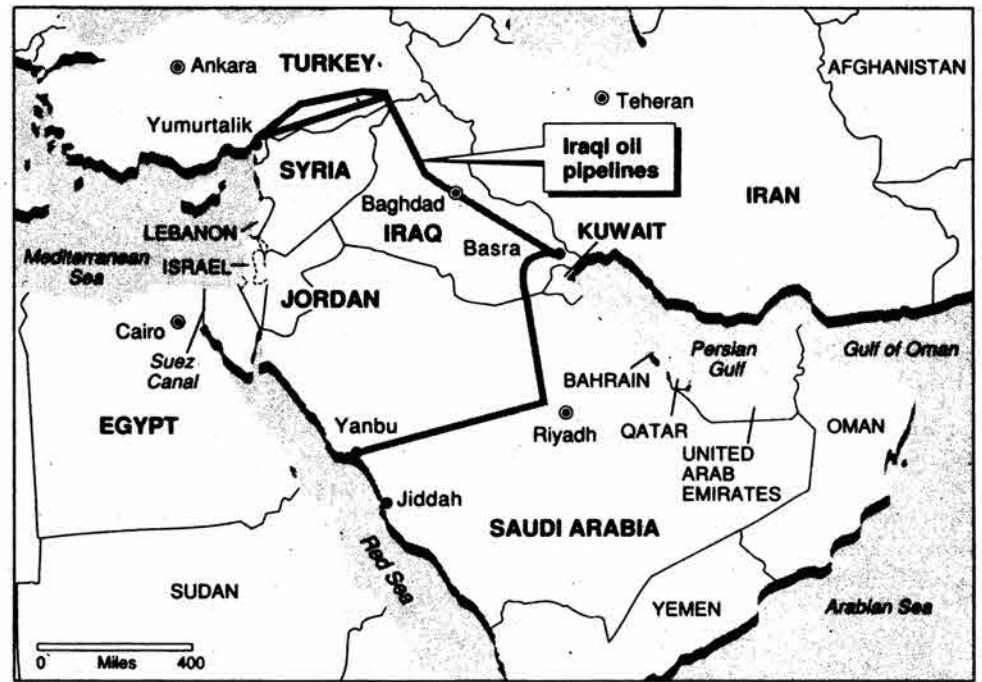 Ankara
TURKEY
AFGHANISTAN
Teheran
Yumurtalik
Iraqi oil
pipelines
SYRIA
Baghdad
IRAN
LEBANON
IRAQ
Basra
KUWAIT
Mediterranean
Sea
ISRAEL
JORDAN
Cairo
Suez
Canal
Persian
Gulf
Gulf of Oman
BAHRAIN
EGYPT
Yanbu
Riyadh
QATAR
OMAN
UNITED
ARAB
EMIRATES
Jiddah
SAUDI ARABIA
Red Sea
SUDAN
YEMEN
Arabian Sea
0 Miles 400